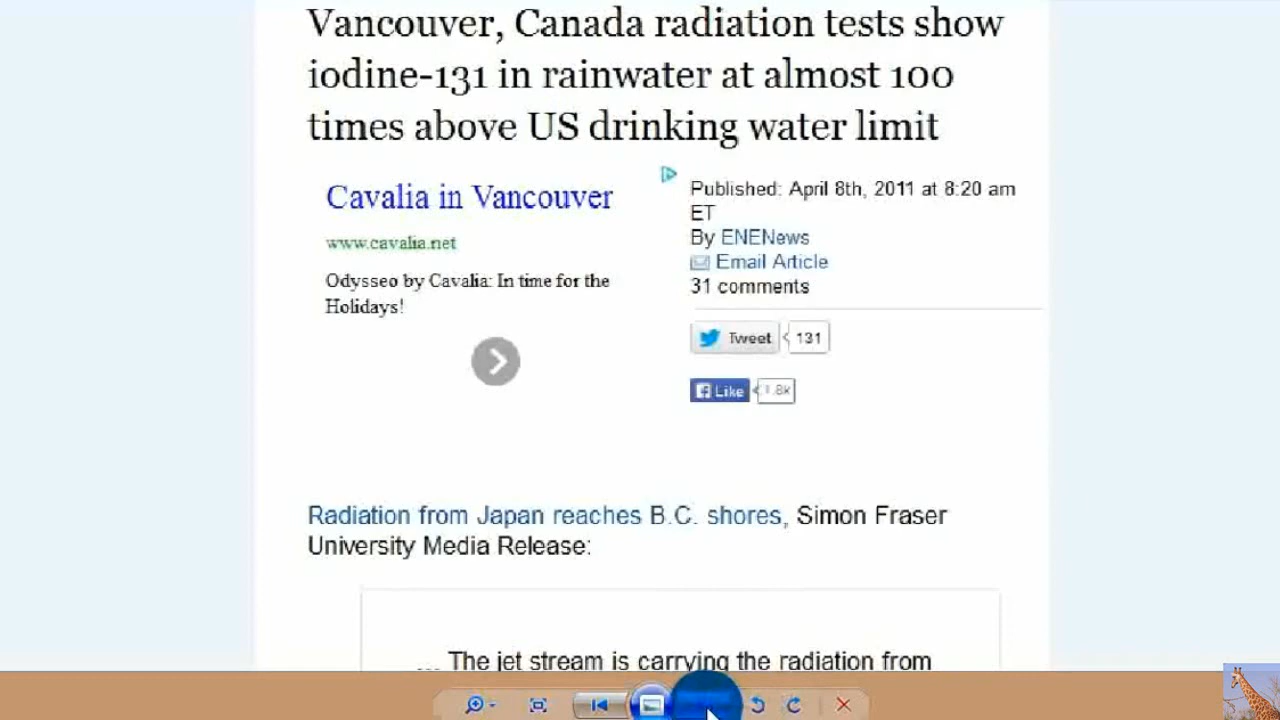 Vancouver, Canada radiation tests show
iodine-131 in rainwater at almost 100
times above US drinking water limit
Cavalia in Vancouver
www.cavalia.net
Odysseo by Cavalia: In time for the
Holidays!
Published: April 8th, 2011 at 8:20 am
ET
By ENENews
Email Article
31 comments
Tweet 131
Like 1.8k
Radiation from Japan reaches B.C. shores, Simon Fraser
University Media Release:
... The jet stream is carrying the radiation from